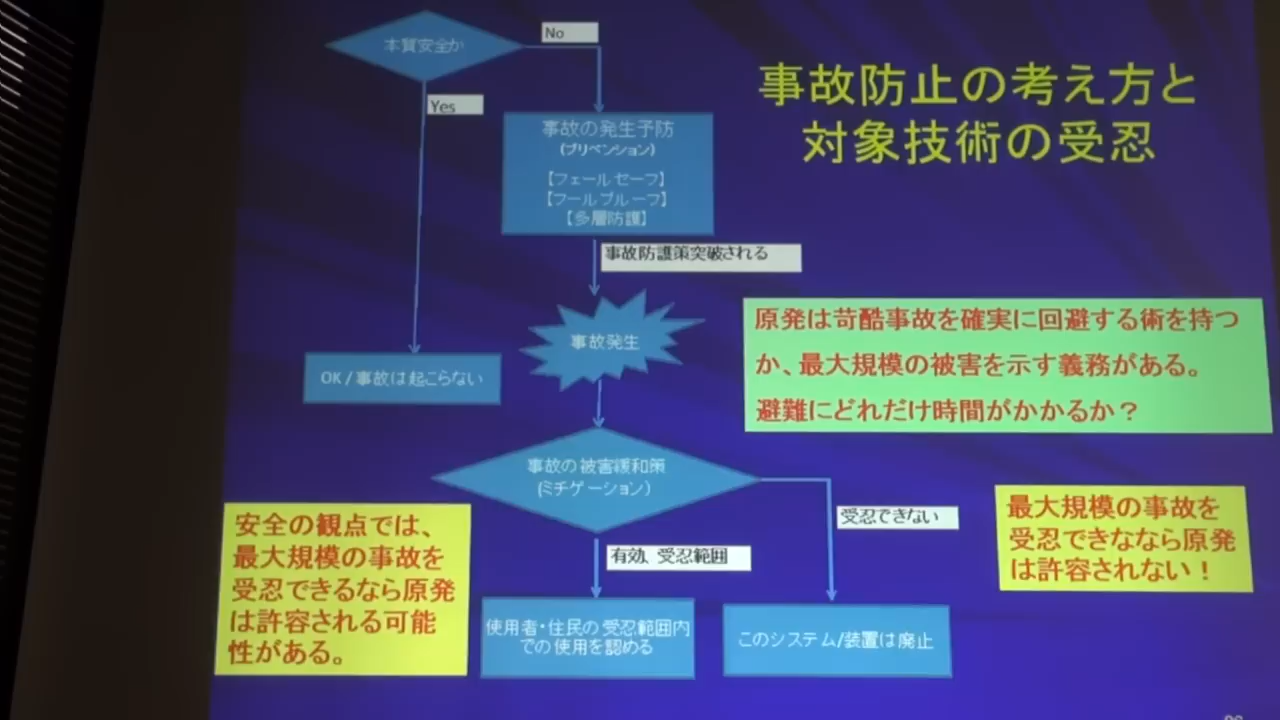 事故防止の考え方と
対象技術の受忍
本質安全か
No
Yes
事故の発生予防
(プリベンション)
【フェールセーフ】
【フールプルーフ】
【多層防護】
事故防護策突破される
事故発生
OK / 事故は起こらない
原発は苛酷事故を確実に回避する術を持つ
か、最大規模の被害を示す義務がある。
避難にどれだけ時間がかかるか？
事故の被害緩和策
(ミチゲーション)
受忍できない
有効、受忍範囲
安全の観点では、
最大規模の事故を
受忍できるなら原発
は許容される可能
性がある。
最大規模の事故を
受忍できななら原発
は許容されない！
使用者・住民の受忍範囲内
での使用を認める
このシステム/装置は廃止